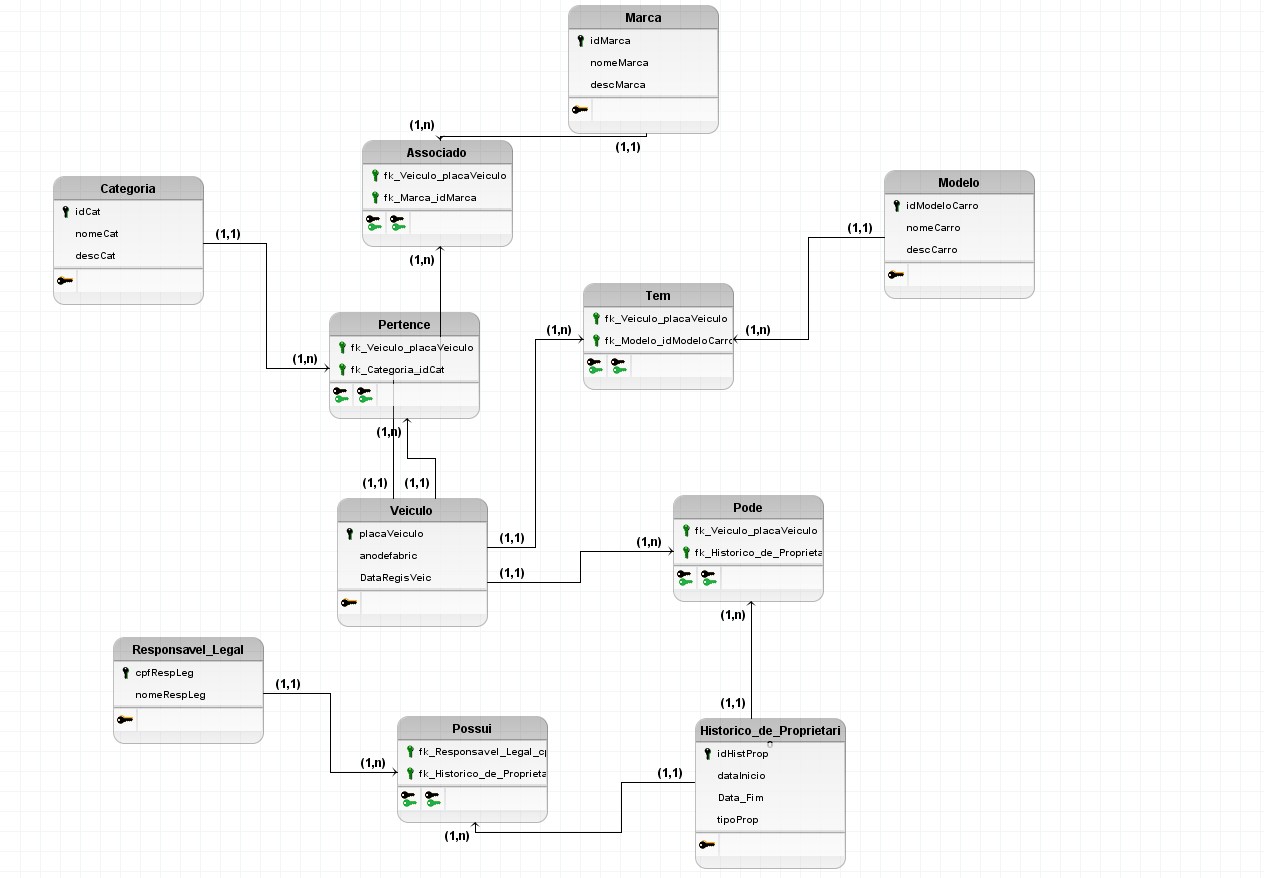 Marca
idMarca
nomeMarca
descMarca
(1,n)
(1,1)
Associado
fk_Veiculo_placaVeiculo
fk_Marca_idMarca
(1,n)
Categoria
idCat
nomeCat
descCat
(1,1)
Modelo
idModeloCarro
nomeCarro
descCarro
(1,1)
Tem
fk_Veiculo_placaVeiculo
fk_Modelo_idModeloCarro
(1,n)
(1,n)
Pertence
fk_Veiculo_placaVeiculo
fk_Categoria_idCat
(1,n)
(1,n)
(1,1)
(1,1)
Veiculo
placaVeiculo
anodefabric
DataRegisVeic
(1,1)
(1,1)
Pode
fk_Veiculo_placaVeiculo
fk_Historico_de_Proprieta
(1,n)
(1,n)
(1,1)
Responsavel_Legal
cpfRespLeg
nomeRespLeg
(1,1)
Possui
fk_Responsavel_Legal_cp
fk_Historico_de_Proprieta
(1,n)
(1,n)
(1,1)
Historico_de_Proprietari
o
idHistProp
dataInicio
Data_Fim
tipoProp